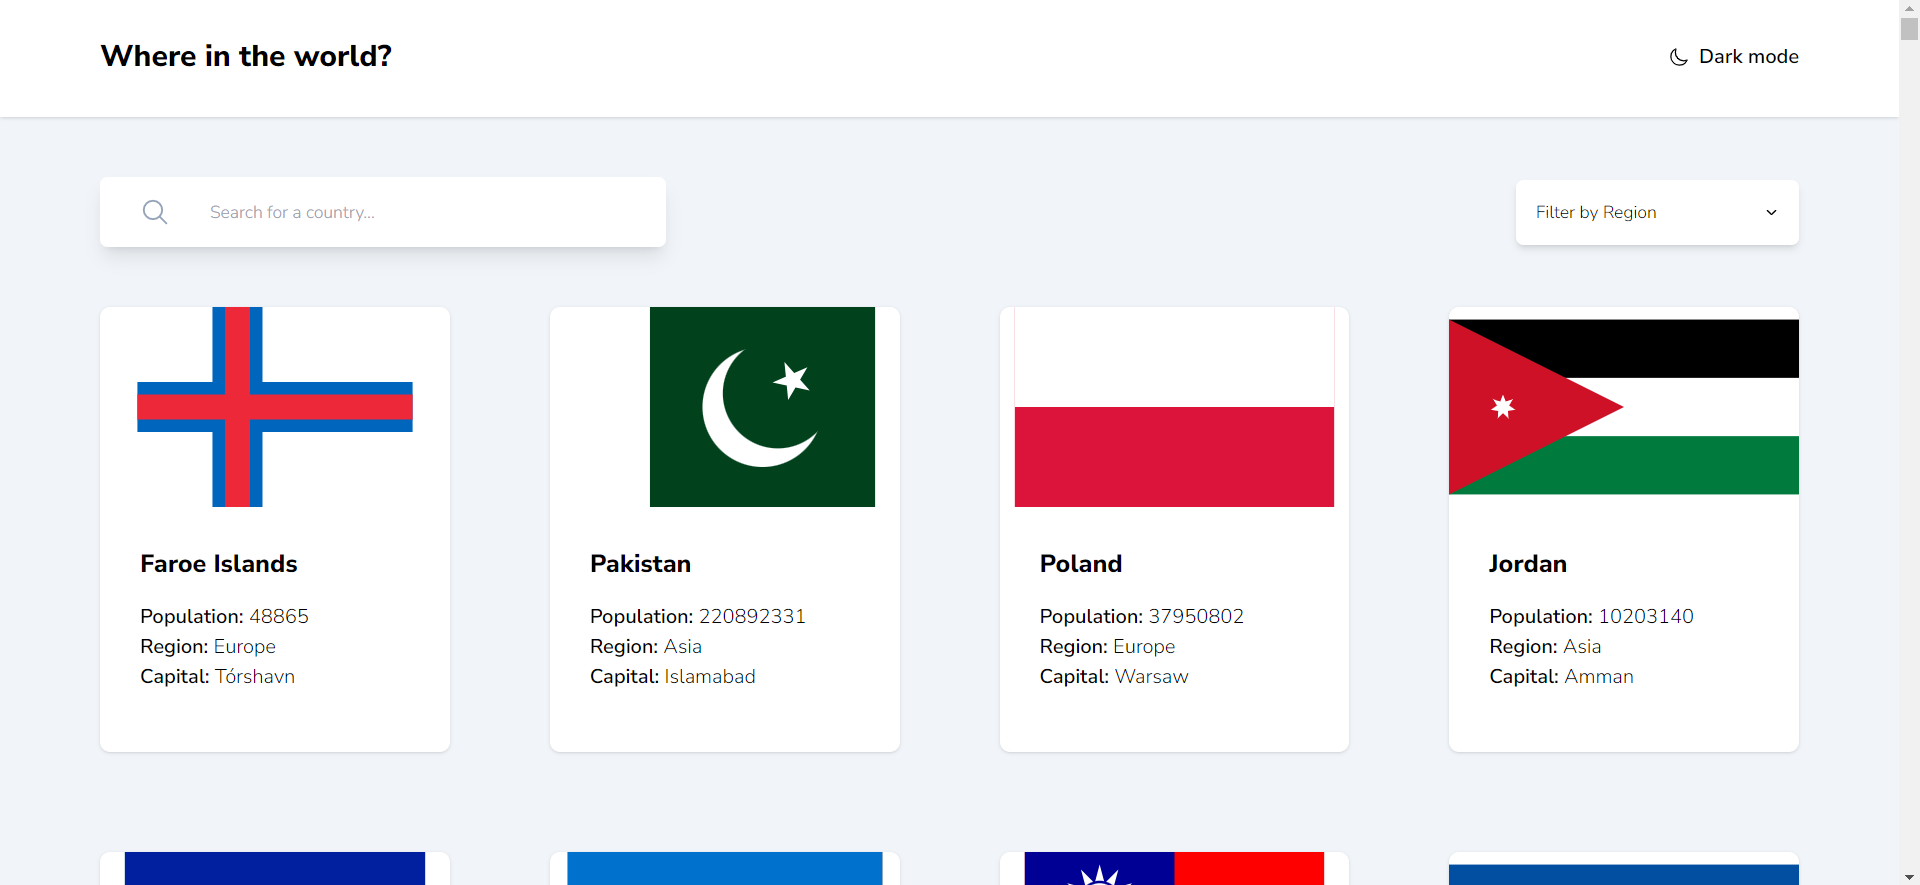 Where in the world?
Dark mode
Search for a country...
Filter by Region
Faroe Islands
Population: 48865
Region: Europe
Capital: Tórshavn
Pakistan
Population: 220892331
Region: Asia
Capital: Islamabad
Poland
Population: 37950802
Region: Europe
Capital: Warsaw
Jordan
Population: 10203140
Region: Asia
Capital: Amman